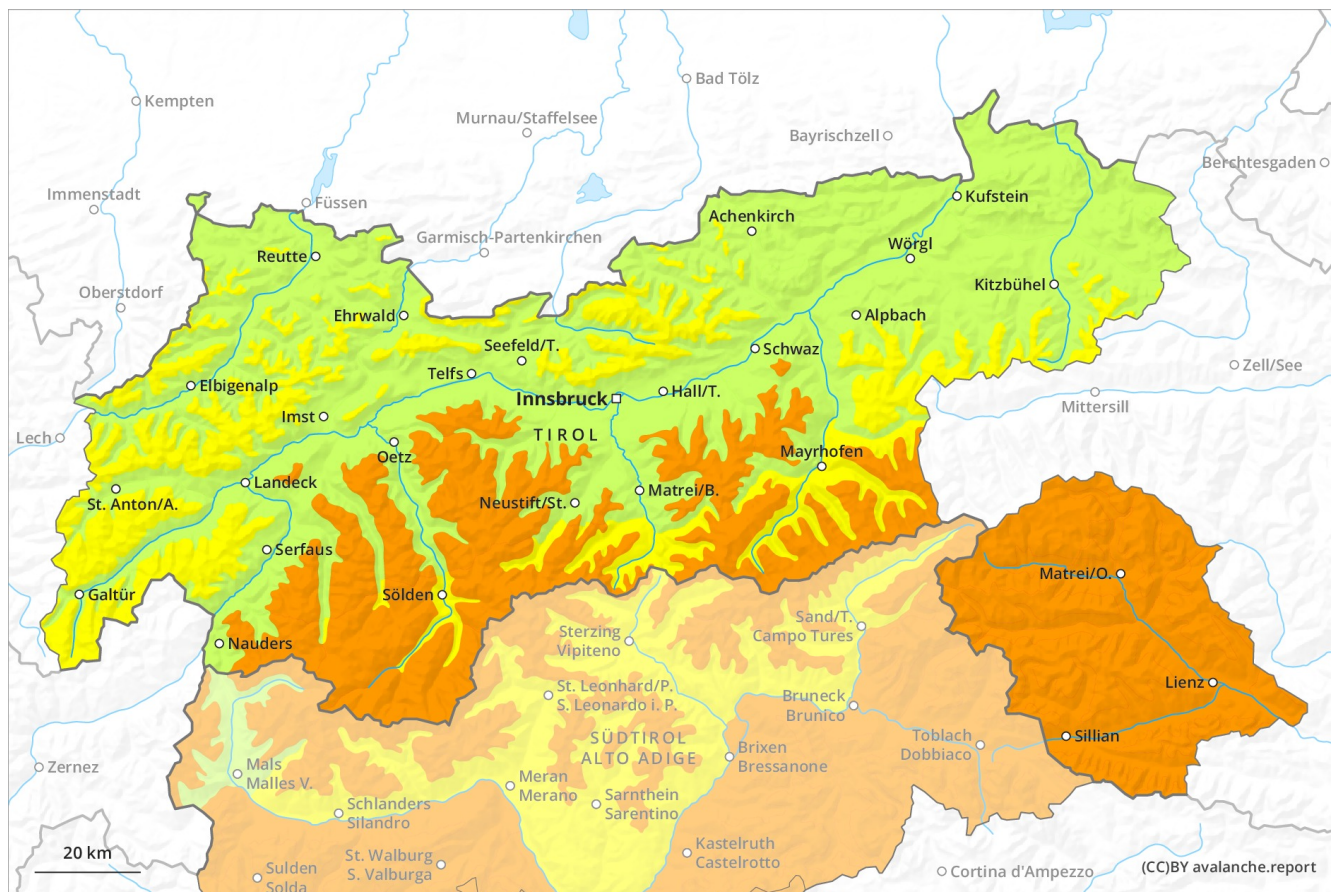 Kempten
Bad Tölz
Murnau/Staffelsee
Bayrischzell
Berchtesgaden
Immenstadt
Füssen
Kufstein
Achenkirch
Garmisch-Partenkirchen
Wörgl
Reutte
Oberstdorf
Kitzbühel
Ehrwald
Alpbach
Seefeld/T.
Schwaz
Zell/See
Telfs
Elbigenalp
Hall/T.
Innsbruck
Mittersill
Imst
Lech
TIROL
Oetz
Mayrhofen
Landeck
Matrei/B.
St. Anton/A.
Neustift/St.
Serfaus
Matrei/O.
Galtür
Sölden
Sand/T.
Campo Tures
Sterzing
Vipiteno
Nauders
Lienz
St. Leonhard/P.
S. Leonardo i. P.
Bruneck
Brunico
Sillian
Toblach
Dobbiaco
SÜDTIROL
ALTO ADIGE
Brixen
Bressanone
Zernez
Mals
Malles V.
Meran
Merano
Sarnthein
Sarentino
Schlanders
Silandro
Kastelruth
Castelrotto
20 km
St. Walburg
S. Valburga
Sulden
Solda
Cortina d'Ampezzo
(CC)BY avalanche.report